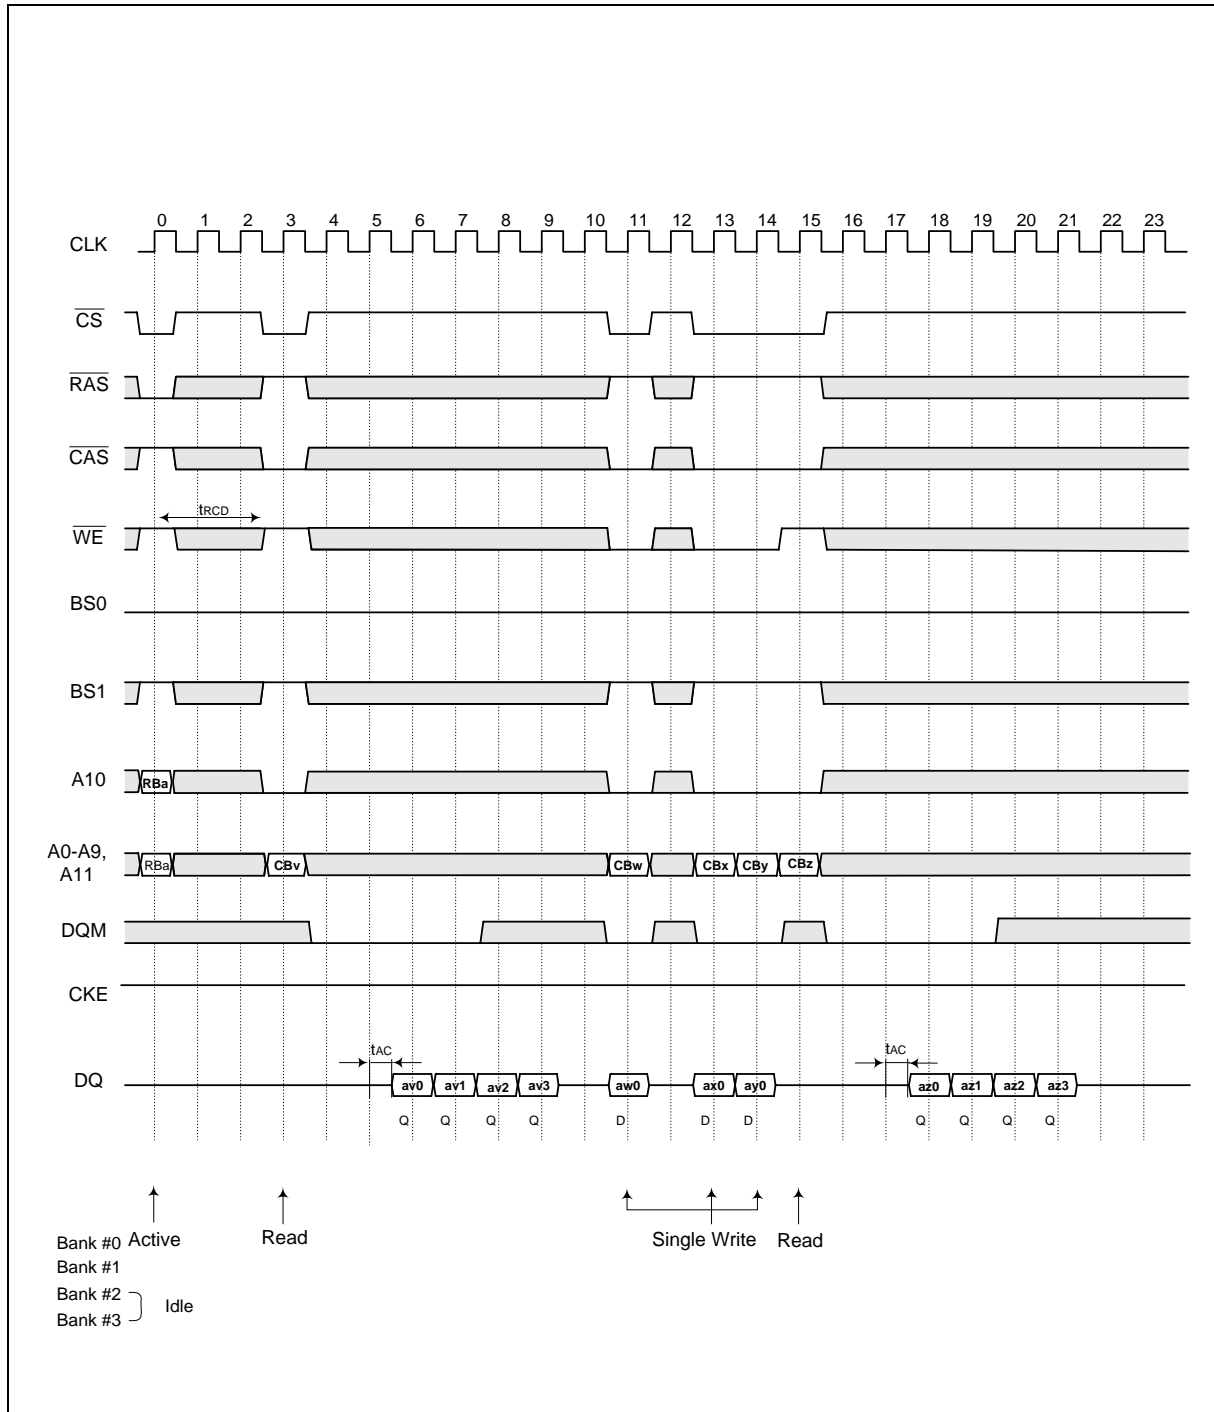 0 1 2 3 4 5 6 7 8 9 10 11 12 13 14 15 16 17 18 19 20 21 22 23
CLK
CS
RAS
CAS
tRCD
WE
BS0
BS1
A10 RBa
A0-A9,
A11
RBa CBv CBw CBx CBy CBz
DQM
CKE
tAC tAC
DQ av0 av1 av2 av3 aw0 ax0 ay0 az0 az1 az2 az3
Q Q Q Q D D D Q Q Q Q
Bank #0 Active Read Single Write Read
Bank #1
Bank #2
Idle
Bank #3